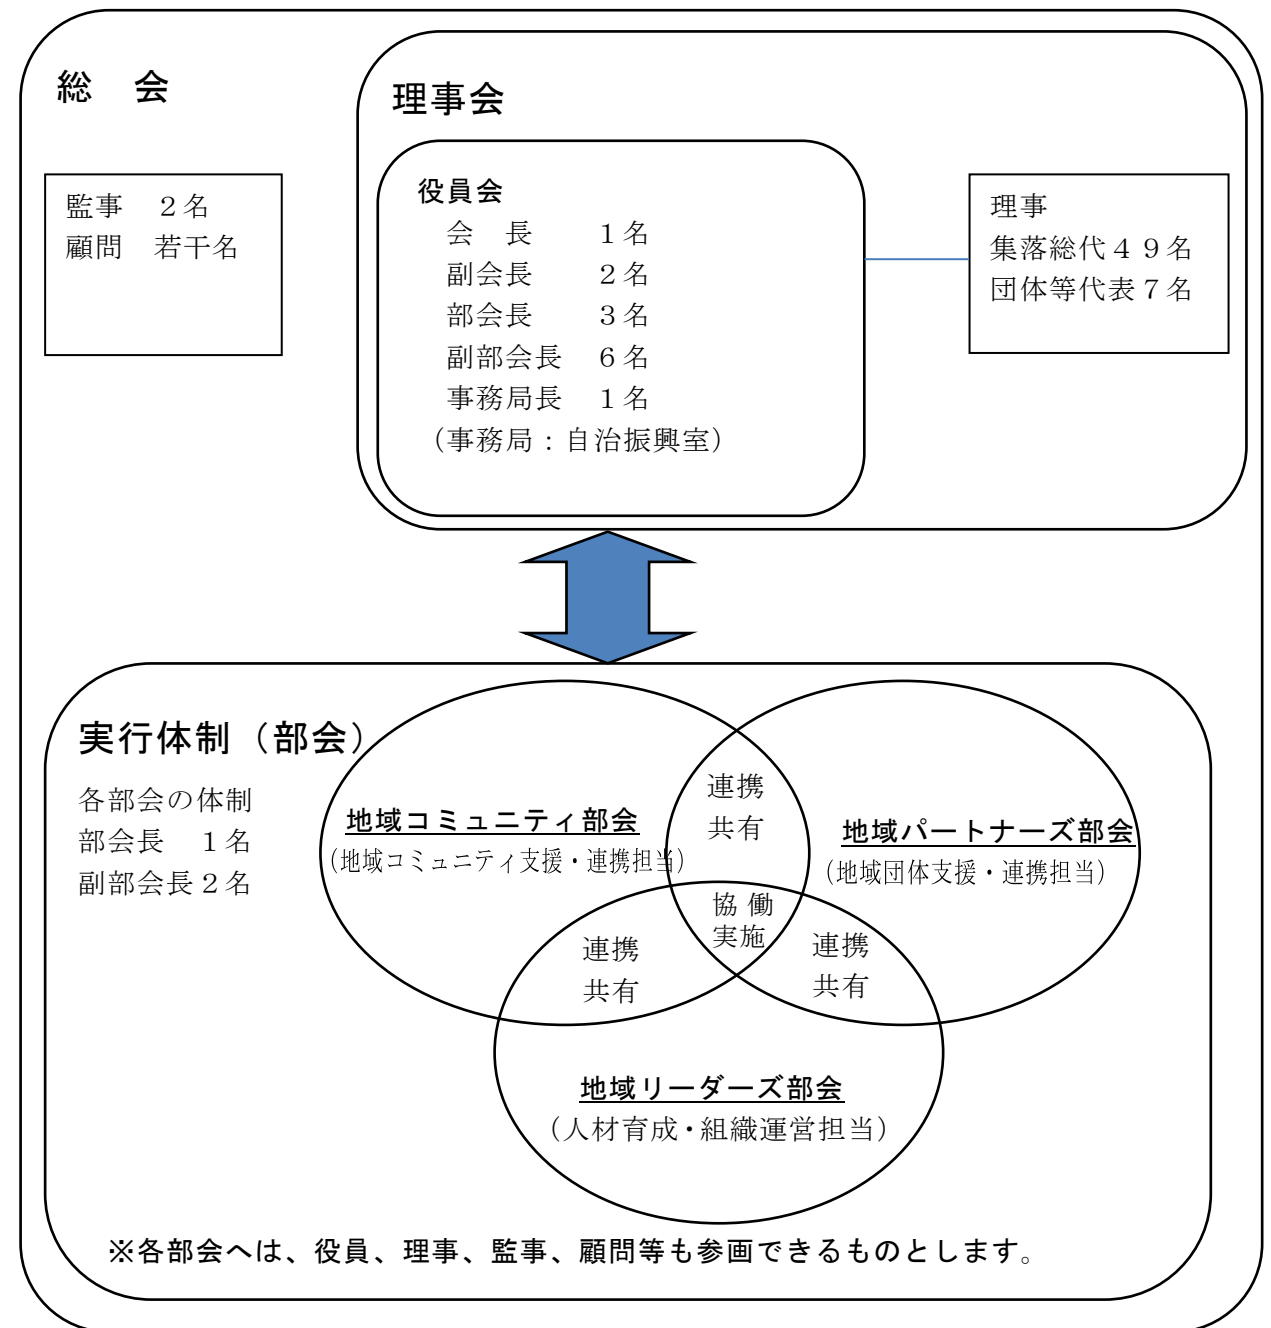 総　会
監事　２名
顧問　若干名
理事会
役員会
会　長　　１名
副会長　　２名
部会長　　３名
副部会長　６名
事務局長　１名
（事務局：自治振興室）
理事
集落総代４９名
団体等代表７名
実行体制（部会）
各部会の体制
部会長　１名
副部会長２名
地域コミュニティ部会
（地域コミュニティ支援・連携担当）
連携
共有
地域パートナーズ部会
（地域団体支援・連携担当）
協 働
実施
連携
共有
連携
共有
地域リーダーズ部会
（人材育成・組織運営担当）
※各部会へは、役員、理事、監事、顧問等も参画できるものとします。